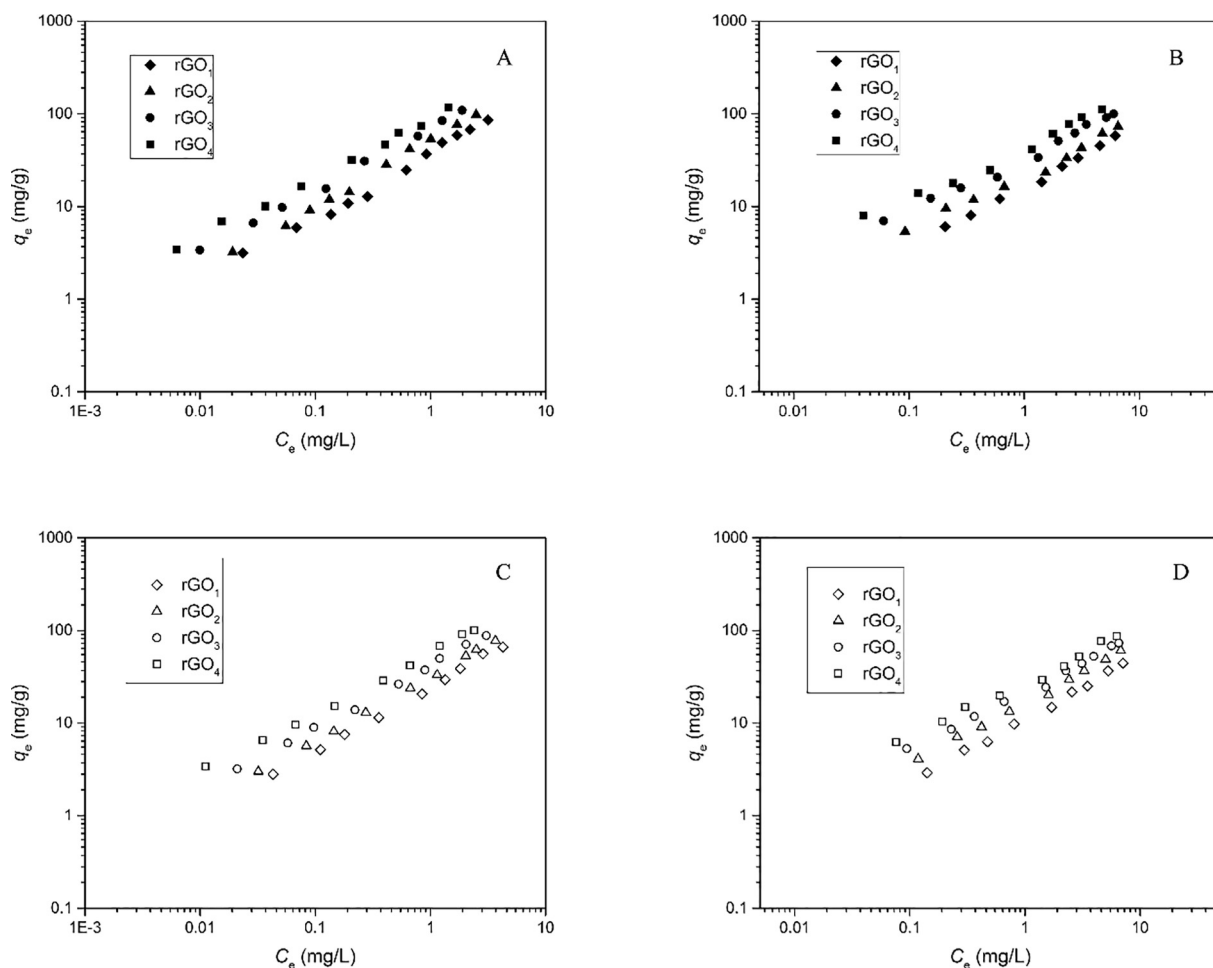 1000
100
10
1
0.1
qe (mg/g)
A
rGO1
rGO2
rGO3
rGO4
1E-3
0.01
0.1
1
10
Ce (mg/L)
1000
100
10
1
0.1
qe (mg/g)
B
rGO1
rGO2
rGO3
rGO4
0.01
0.1
1
10
Ce (mg/L)
1000
100
10
1
0.1
qe (mg/g)
C
rGO1
rGO2
rGO3
rGO4
1E-3
0.01
0.1
1
10
Ce (mg/L)
1000
100
10
1
0.1
qe (mg/g)
D
rGO1
rGO2
rGO3
rGO4
0.01
0.1
1
10
Ce (mg/L)